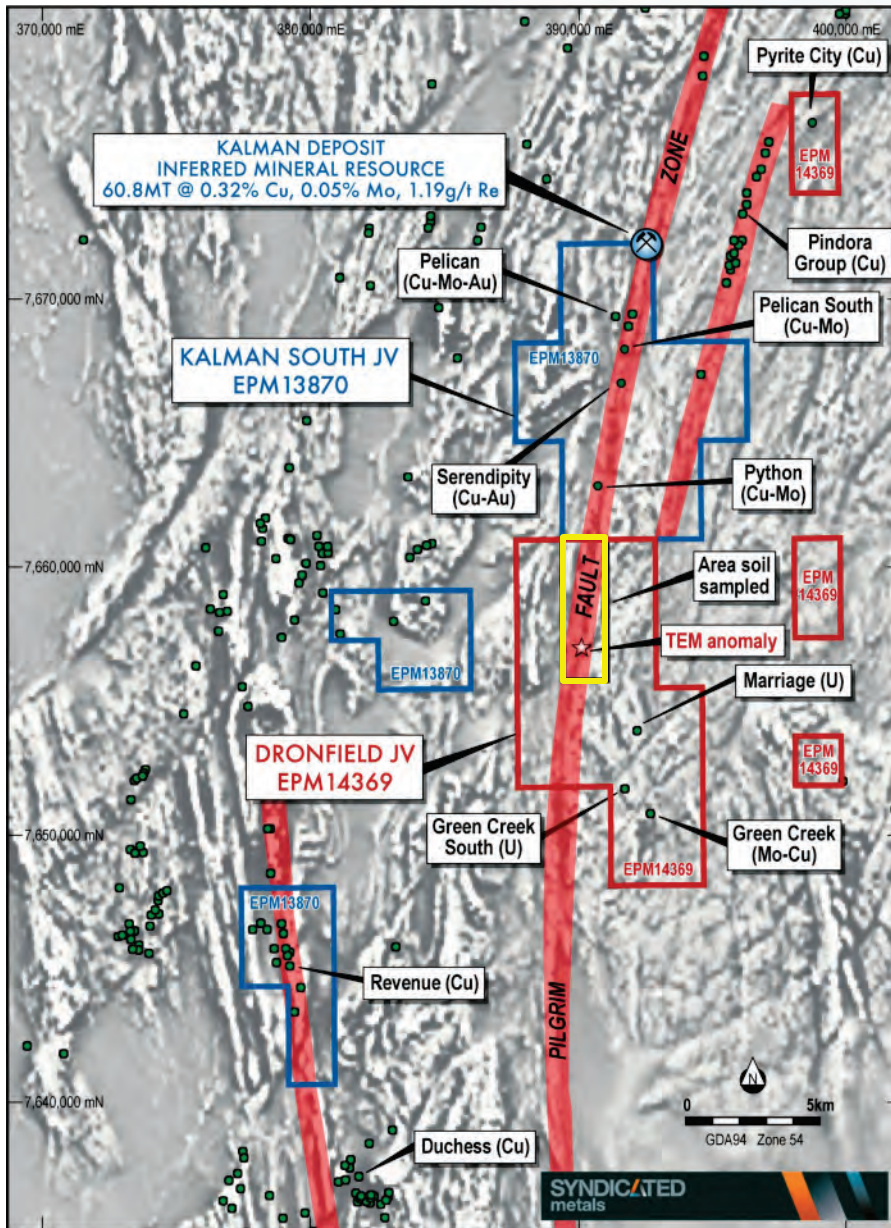 370,000 mE
380,000 mE
390,000 mE
400,000 mE
Pyrite City (Cu)
EPM
14369
KALMAN DEPOSIT
INFERRED MINERAL RESOURCE
60.8MT @ 0.32% Cu, 0.05% Mo, 1.19g/t Re
ZONE
Pindora
Group (Cu)
Pelican
(Cu-Mo-Au)
7,670,000 mN
Pelican South
(Cu-Mo)
KALMAN SOUTH JV
EPM13870
EPM13870
Serendipity
(Cu-Au)
Python
(Cu-Mo)
7,660,000 mN
FAULT
Area soil
sampled
EPM
14369
TEM anomaly
EPM13870
Marriage (U)
DRONFIELD JV
EPM14369
EPM
14369
7,650,000 mN
Green Creek
South (U)
Green Creek
(Mo-Cu)
EPM14369
EPM13870
Revenue (Cu)
PILGRIM
N
7,640,000 mN
0
5km
GDA94 Zone 54
Duchess (Cu)
SYNDICATED
metals